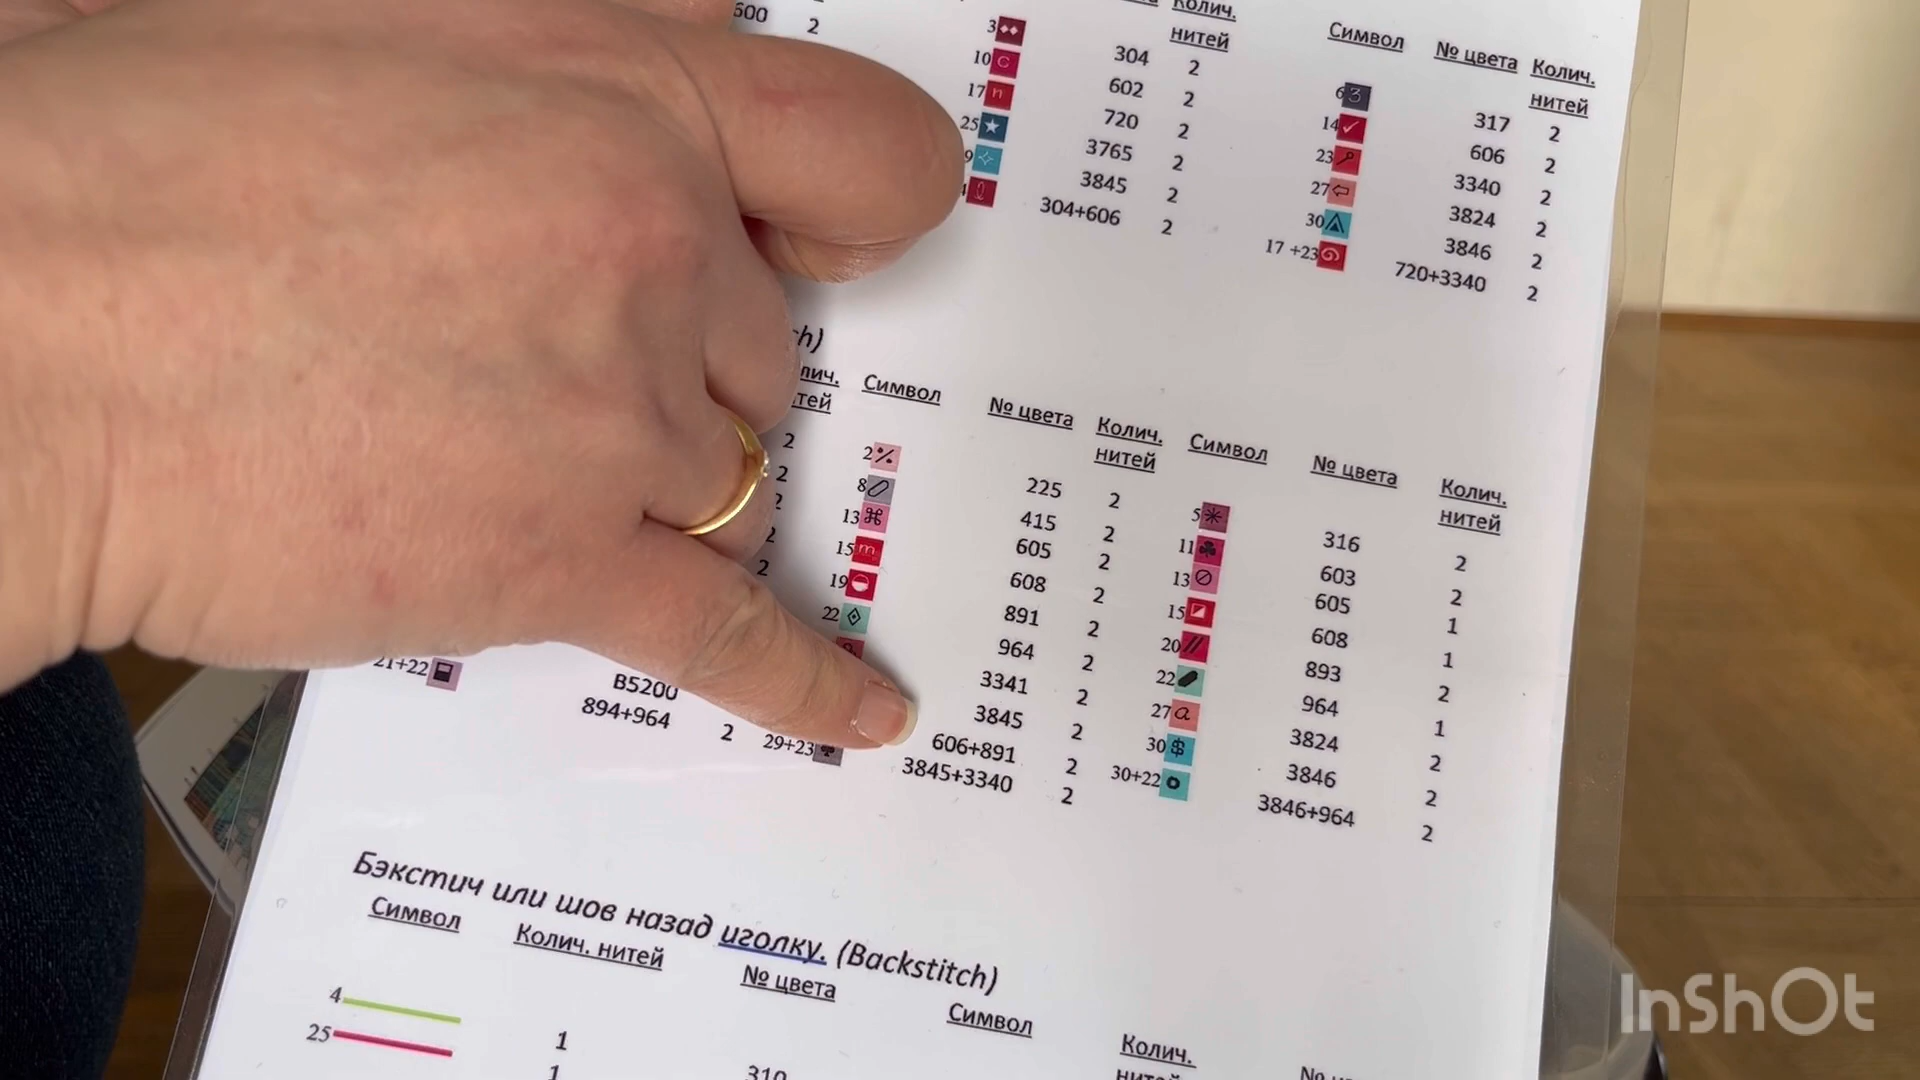 600 2
Колич.
нитей
3 304 2
10 602 2
17 720 2
25 3765 2
9 3845 2
304+606 2
Символ № цвета Колич.
нитей
6 317 2
14 606 2
23 3340 2
27 3824 2
30 3846 2
17 +23 720+3340 2
Символ № цвета Колич.
нитей
2 225 2
8 415 2
13 605 2
15 608 2
19 891 2
22 964 2
3341 2
3845 2
606+891 2
29+23 3845+3340 2
Символ № цвета Колич.
нитей
5 316 2
11 603 2
13 605 1
15 608 1
20 893 2
22 964 1
27 3824 2
30 3846 2
30+22 3846+964 2
B5200
21+22 894+964 2
Бэкстич или шов назад иголку. (Backstitch)
Символ Колич. нитей № цвета Символ Колич.
4 1
25 1 310
InShOt